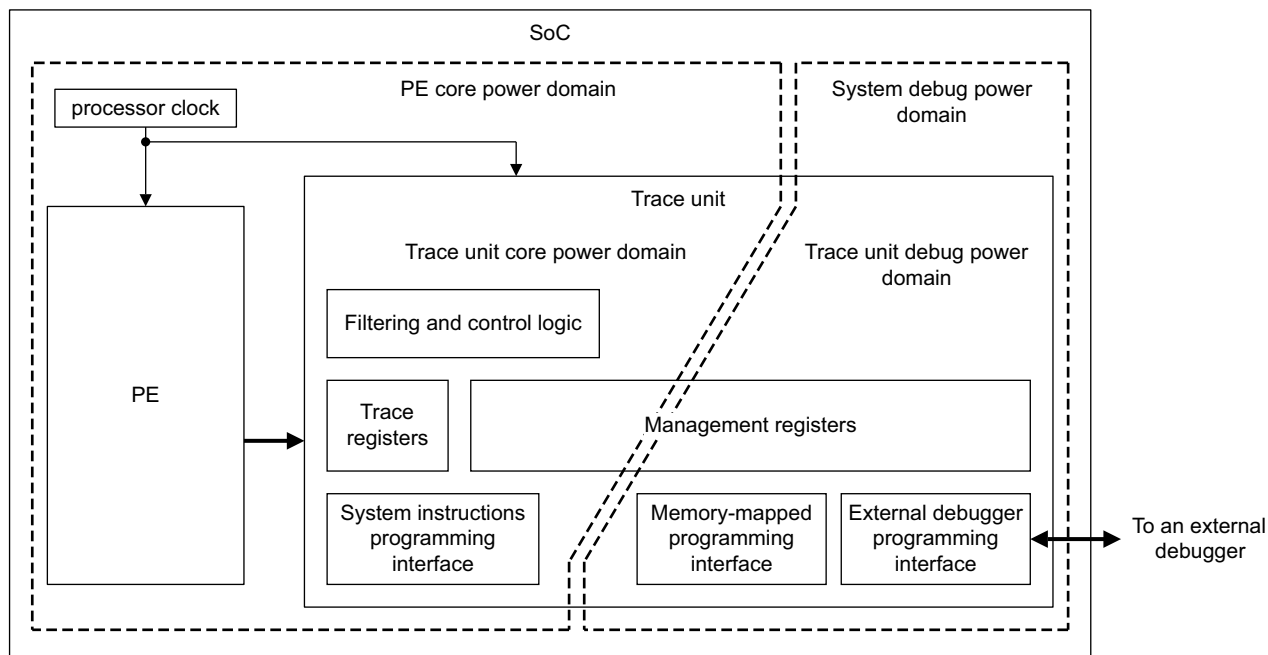 SoC
PE core power domain
System debug power
domain
processor clock
Trace unit
Trace unit core power domain
Trace unit debug power
domain
Filtering and control logic
PE
Trace
registers
Management registers
System instructions
programming
interface
Memory-mapped
programming
interface
External debugger
programming
interface
To an external
debugger